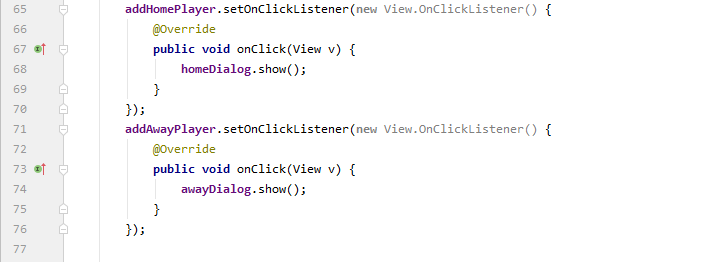 65 addHomePlayer.setOnClickListener(new View.OnClickListener() {
66 @Override
67 public void onClick(View v) {
68 homeDialog.show();
69 }
70 });
71 addAwayPlayer.setOnClickListener(new View.OnClickListener() {
72 @Override
73 public void onClick(View v) {
74 awayDialog.show();
75 }
76 });
77